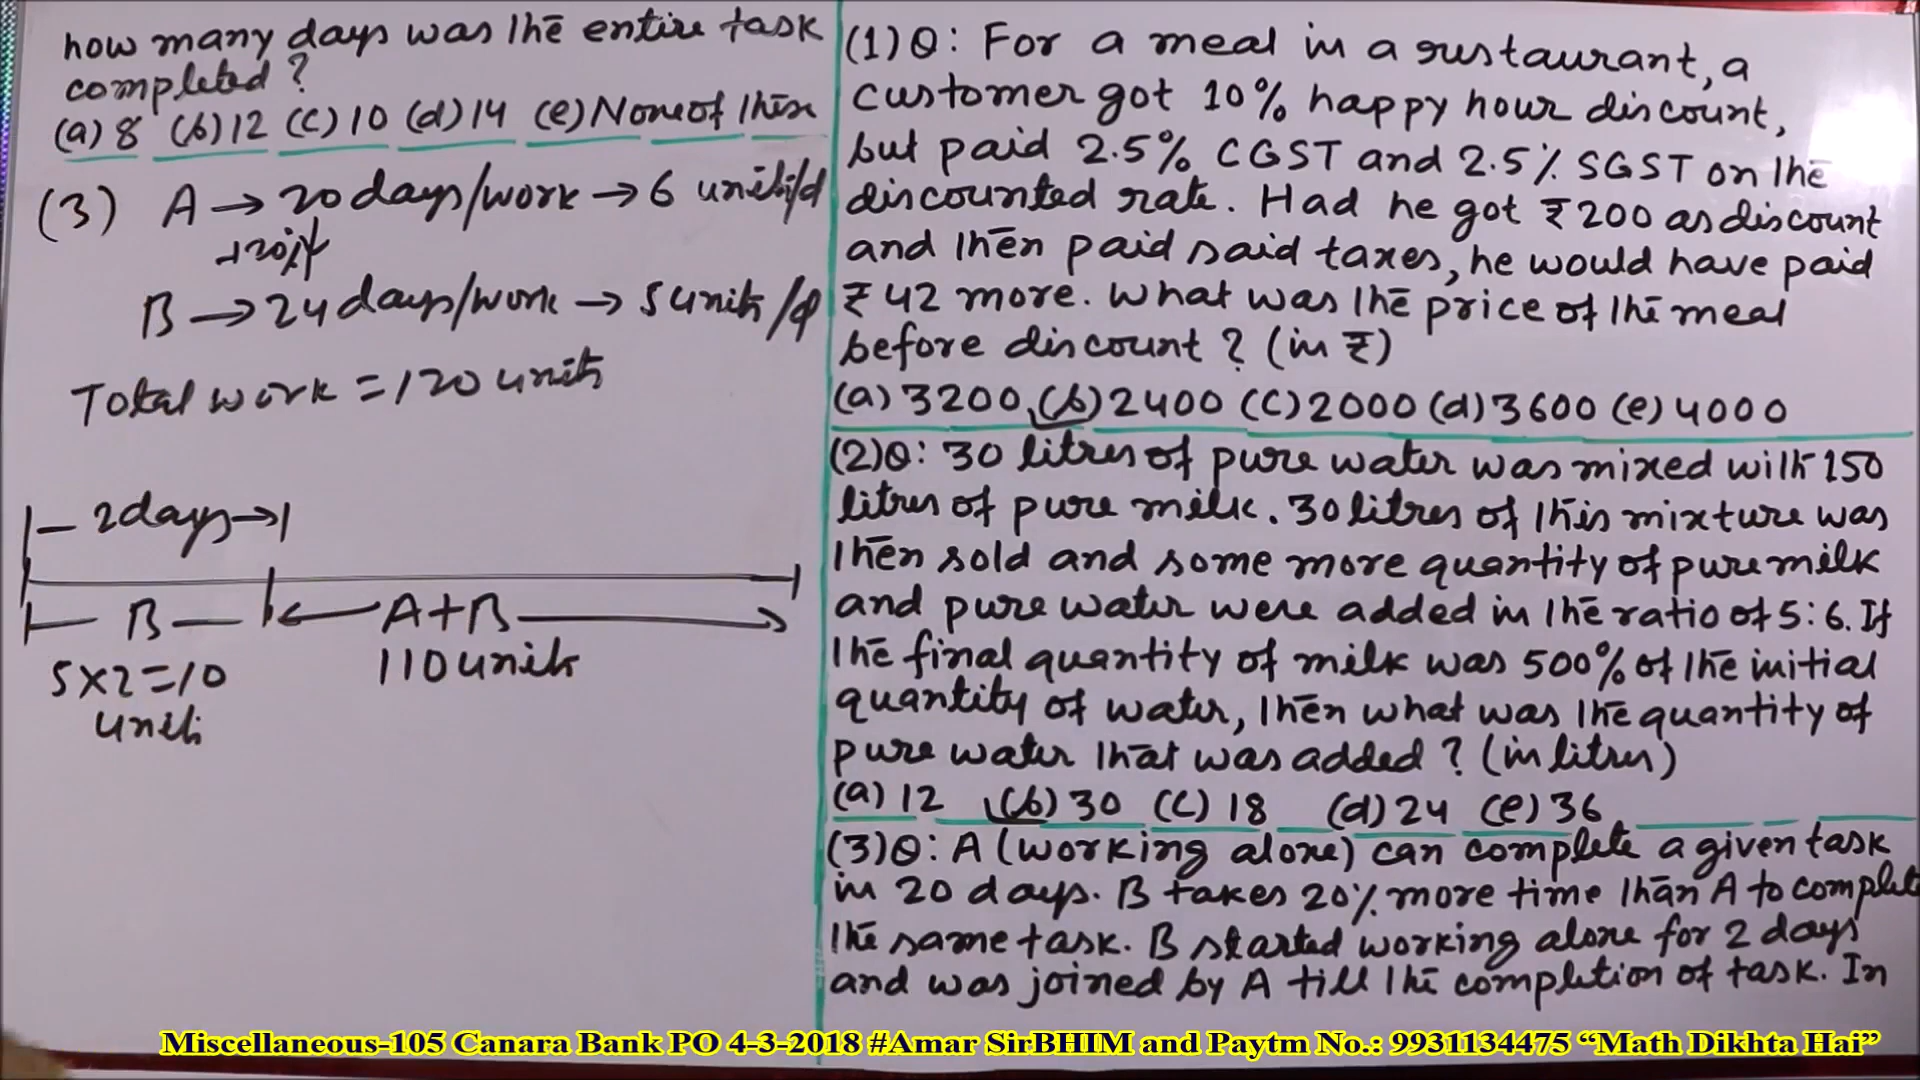 how many days was the entire task
completed?
(a) 8 (b) 12 (c) 10 (d) 14 (e) None of these
(3) A → 20 days/work → 6 units/d
+20%↓
B → 24 days/work → 5 units/d
Total work = 120 units
2 days →
B A+B
5×2=10 110 units
units
(1)Q: For a meal in a restaurant, a
customer got 10% happy hour discount,
but paid 2.5% CGST and 2.5% SGST on the
discounted rate. Had he got ₹200 as discount
and then paid said taxes, he would have paid
₹42 more. What was the price of the meal
before discount? (in ₹)
(a) 3200 (b) 2400 (c) 2000 (d) 3600 (e) 4000
(2)Q: 30 litres of pure water was mixed with 150
litres of pure milk. 30 litres of this mixture was
then sold and some more quantity of pure milk
and pure water were added in the ratio of 5:6. If
the final quantity of milk was 500% of the initial
quantity of water, then what was the quantity of
pure water that was added? (in litres)
(a) 12 (b) 30 (c) 18 (d) 24 (e) 36
(3)Q: A (working alone) can complete a given task
in 20 days. B takes 20% more time than A to complete
the same task. B started working alone for 2 days
and was joined by A till the completion of task. In
Miscellaneous-105 Canara Bank PO 4-3-2018 #Amar SirBHIM and Paytm No.: 9931134475 “Math Dikhta Hai”